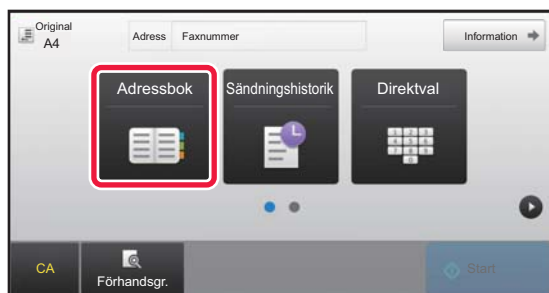 Original
A4
Adress Faxnummer
Information
Adressbok Sändningshistorik Direktval
CA
Förhandsgr.
Start